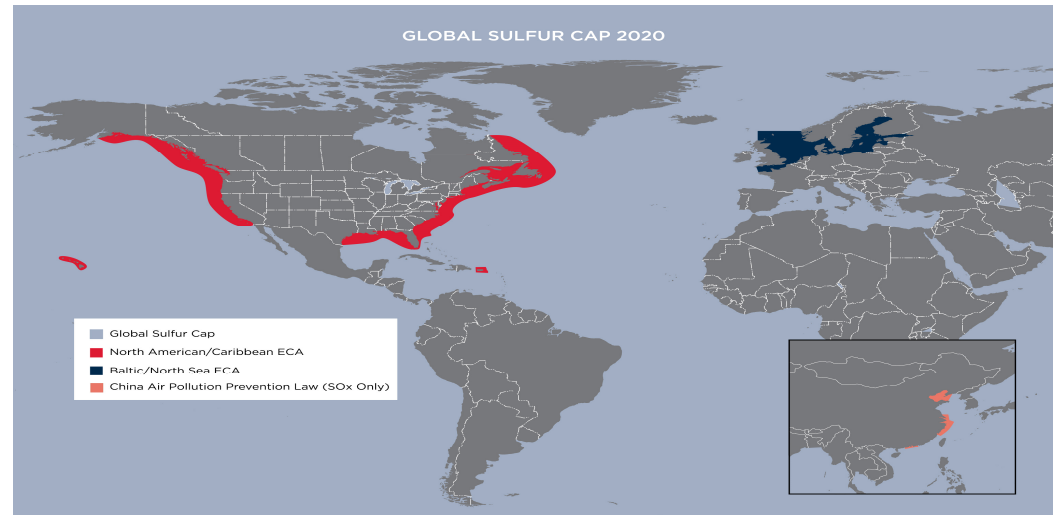 GLOBAL SULFUR CAP 2020
Global Sulfur Cap
North American/Caribbean ECA
Baltic/North Sea ECA
China Air Pollution Prevention Law (SOx Only)